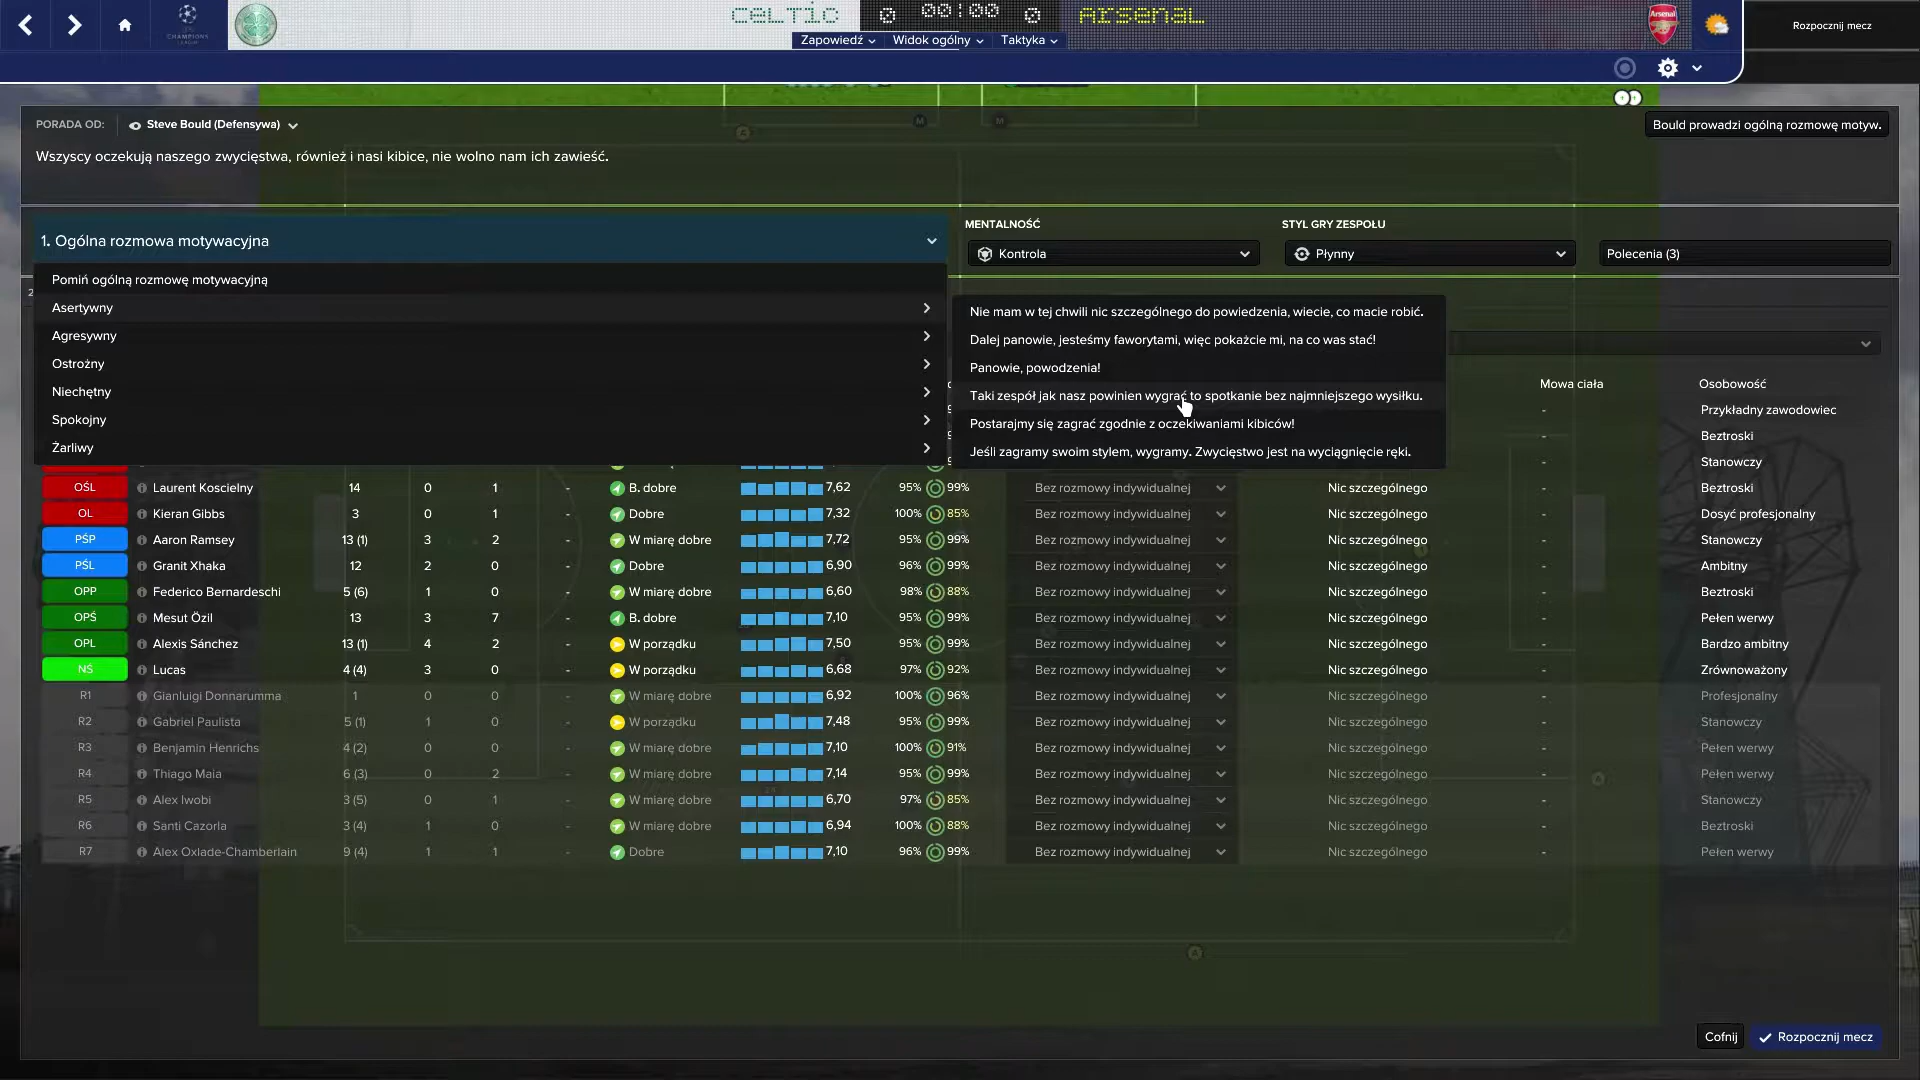 CHAMPIONS
LEAGUE
celtic 0 00:00 0 Arsenal
Arsenal
Rozpocznij mecz
Zapowiedź Widok ogólny Taktyka
PORADA OD: Steve Bould (Defensywa)
Bould prowadzi ogólną rozmowę motyw.
Wszyscy oczekują naszego zwycięstwa, również i nasi kibice, nie wolno nam ich zawieść.
1. Ogólna rozmowa motywacyjna
MENTALNOŚĆ
STYL GRY ZESPOŁU
Kontrola
Płynny
Polecenia (3)
Pomiń ogólną rozmowę motywacyjną
Asertywny
Agresywny
Ostrożny
Niechętny
Spokojny
Żarliwy
Nie mam w tej chwili nic szczególnego do powiedzenia, wiecie, co macie robić.
Dalej panowie, jesteśmy faworytami, więc pokażcie mi, na co was stać!
Panowie, powodzenia!
Taki zespół jak nasz powinien wygrać to spotkanie bez najmniejszego wysiłku.
Postarajmy się zagrać zgodnie z oczekiwaniami kibiców!
Jeśli zagramy swoim stylem, wygramy. Zwycięstwo jest na wyciągnięcie ręki.
Mowa ciała Osobowość
- Przykładny zawodowiec
- Beztroski
- Stanowczy
OŚL Laurent Koscielny 14 0 1 - B. dobre 7,62 95% 99% Bez rozmowy indywidualnej Nic szczególnego - Beztroski
OL Kieran Gibbs 3 0 1 - Dobre 7,32 100% 85% Bez rozmowy indywidualnej Nic szczególnego - Dosyć profesjonalny
PŚP Aaron Ramsey 13 (1) 3 2 - W miarę dobre 7,72 95% 99% Bez rozmowy indywidualnej Nic szczególnego - Stanowczy
PŚL Granit Xhaka 12 2 0 - Dobre 6,90 96% 99% Bez rozmowy indywidualnej Nic szczególnego - Ambitny
OPP Federico Bernardeschi 5 (6) 1 0 - W miarę dobre 6,60 98% 88% Bez rozmowy indywidualnej Nic szczególnego - Beztroski
OPŚ Mesut Özil 13 3 7 - B. dobre 7,10 95% 99% Bez rozmowy indywidualnej Nic szczególnego - Pełen werwy
OPL Alexis Sánchez 13 (1) 4 2 - W porządku 7,50 95% 99% Bez rozmowy indywidualnej Nic szczególnego - Bardzo ambitny
NŚ Lucas 4 (4) 3 0 - W porządku 6,68 97% 92% Bez rozmowy indywidualnej Nic szczególnego - Zrównoważony
R1 Gianluigi Donnarumma 1 0 0 - W miarę dobre 6,92 100% 96% Bez rozmowy indywidualnej Nic szczególnego - Profesjonalny
R2 Gabriel Paulista 5 (1) 1 0 - W porządku 7,48 95% 99% Bez rozmowy indywidualnej Nic szczególnego - Stanowczy
R3 Benjamin Henrichs 4 (2) 0 0 - W miarę dobre 7,10 100% 91% Bez rozmowy indywidualnej Nic szczególnego - Pełen werwy
R4 Thiago Maia 6 (3) 0 2 - W miarę dobre 7,14 95% 99% Bez rozmowy indywidualnej Nic szczególnego - Pełen werwy
R5 Alex Iwobi 3 (5) 0 1 - W miarę dobre 6,70 97% 85% Bez rozmowy indywidualnej Nic szczególnego - Stanowczy
R6 Santi Cazorla 3 (4) 1 0 - W miarę dobre 6,94 100% 88% Bez rozmowy indywidualnej Nic szczególnego - Beztroski
R7 Alex Oxlade-Chamberlain 9 (4) 1 1 - Dobre 7,10 96% 99% Bez rozmowy indywidualnej Nic szczególnego - Pełen werwy
Cofnij Rozpocznij mecz